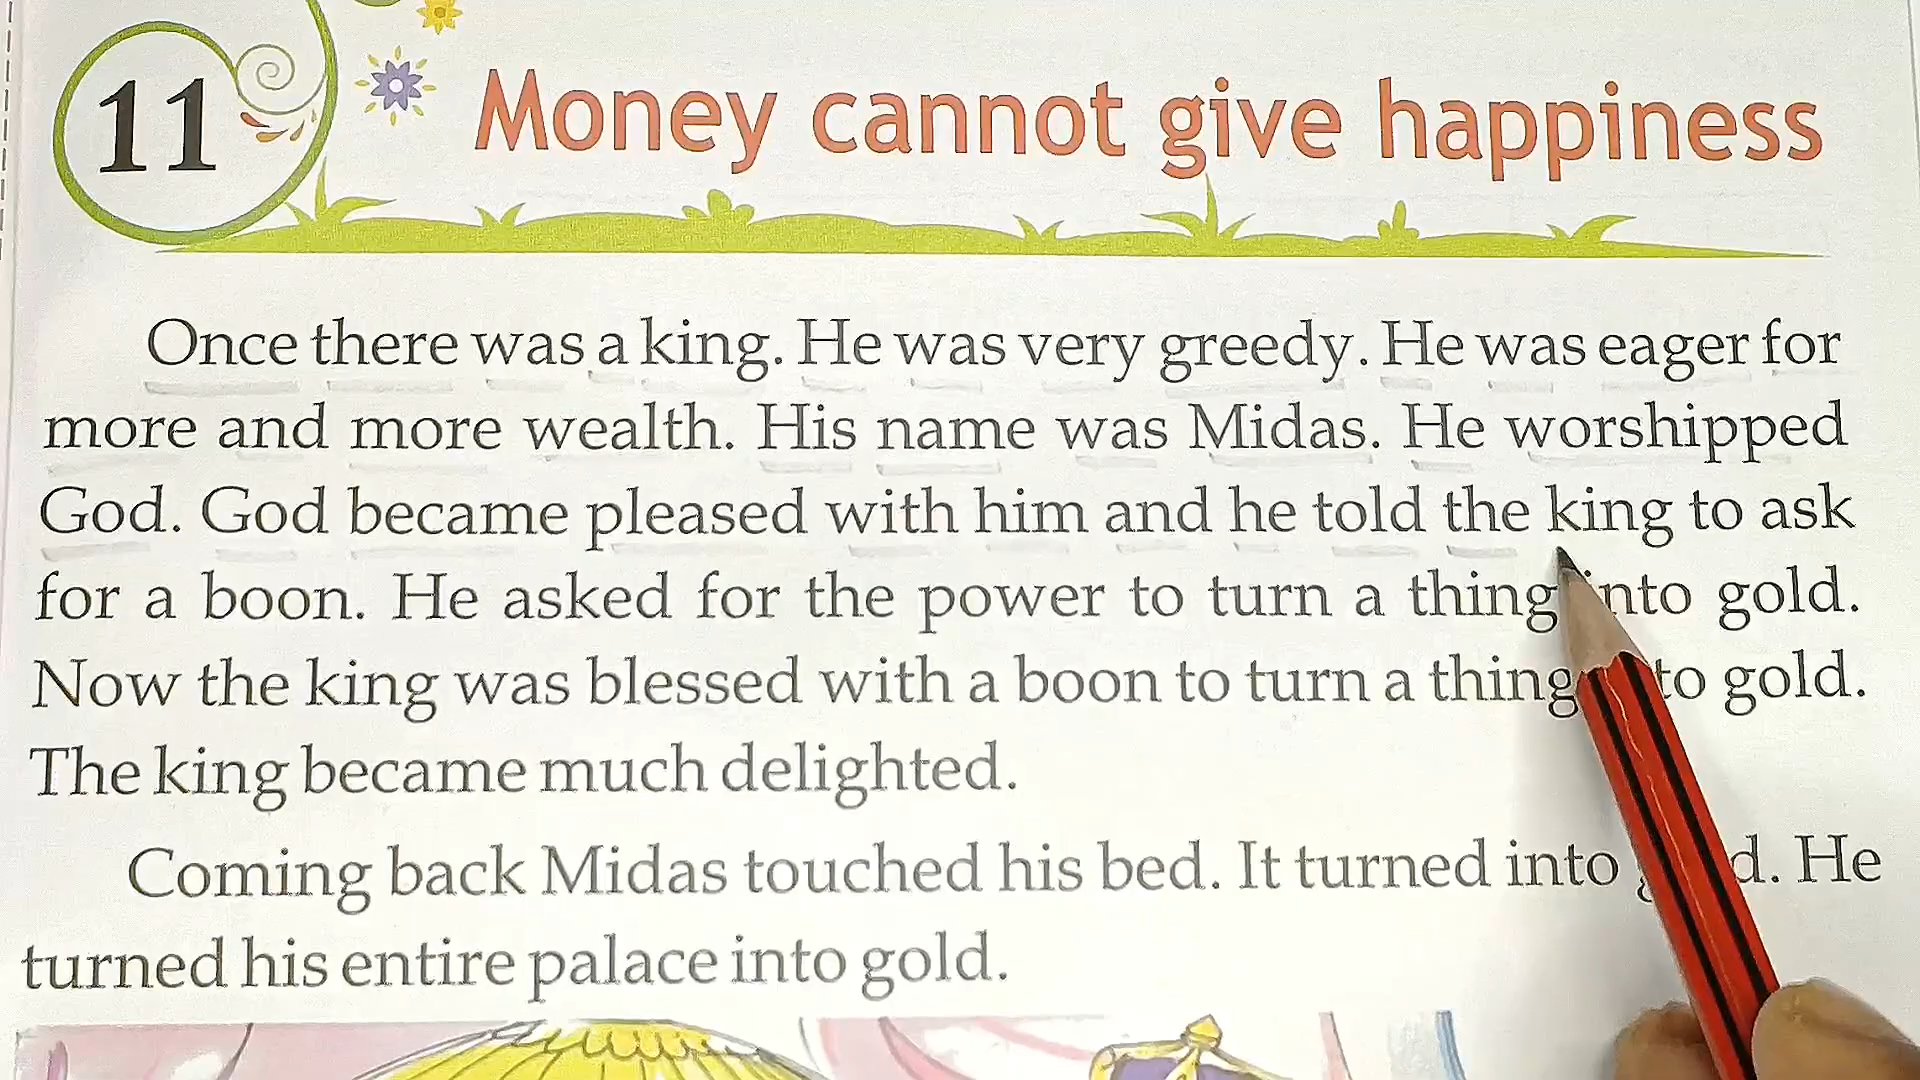 11
Money cannot give happiness
Once there was a king. He was very greedy. He was eager for
more and more wealth. His name was Midas. He worshipped
God. God became pleased with him and he told the king to ask
for a boon. He asked for the power to turn a thing into gold.
Now the king was blessed with a boon to turn a thing to gold.
The king became much delighted.
Coming back Midas touched his bed. It turned into d. He
turned his entire palace into gold.